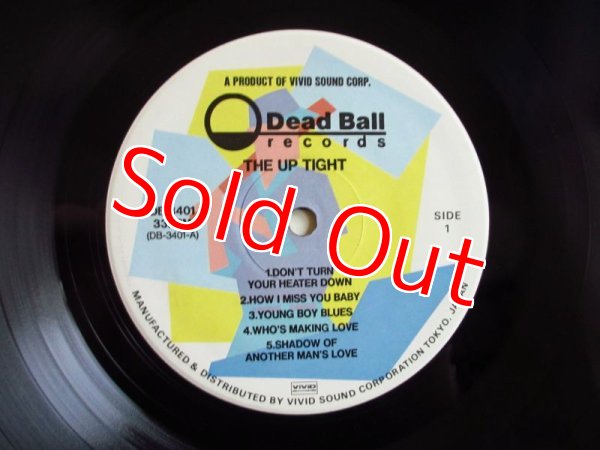 A PRODUCT OF VIVID SOUND CORP.
Dead Ball
records
THE UP TIGHT
3401
(DB-3401-A)
SIDE
1
Sold Out
1.DON'T TURN
YOUR HEATER DOWN
2.HOW I MISS YOU BABY
3.YOUNG BOY BLUES
4.WHO'S MAKING LOVE
5.SHADOW OF
ANOTHER MAN'S LOVE
VIVID
MANUFACTURED & DISTRIBUTED BY VIVID SOUND CORPORATION TOKYO, JAPAN